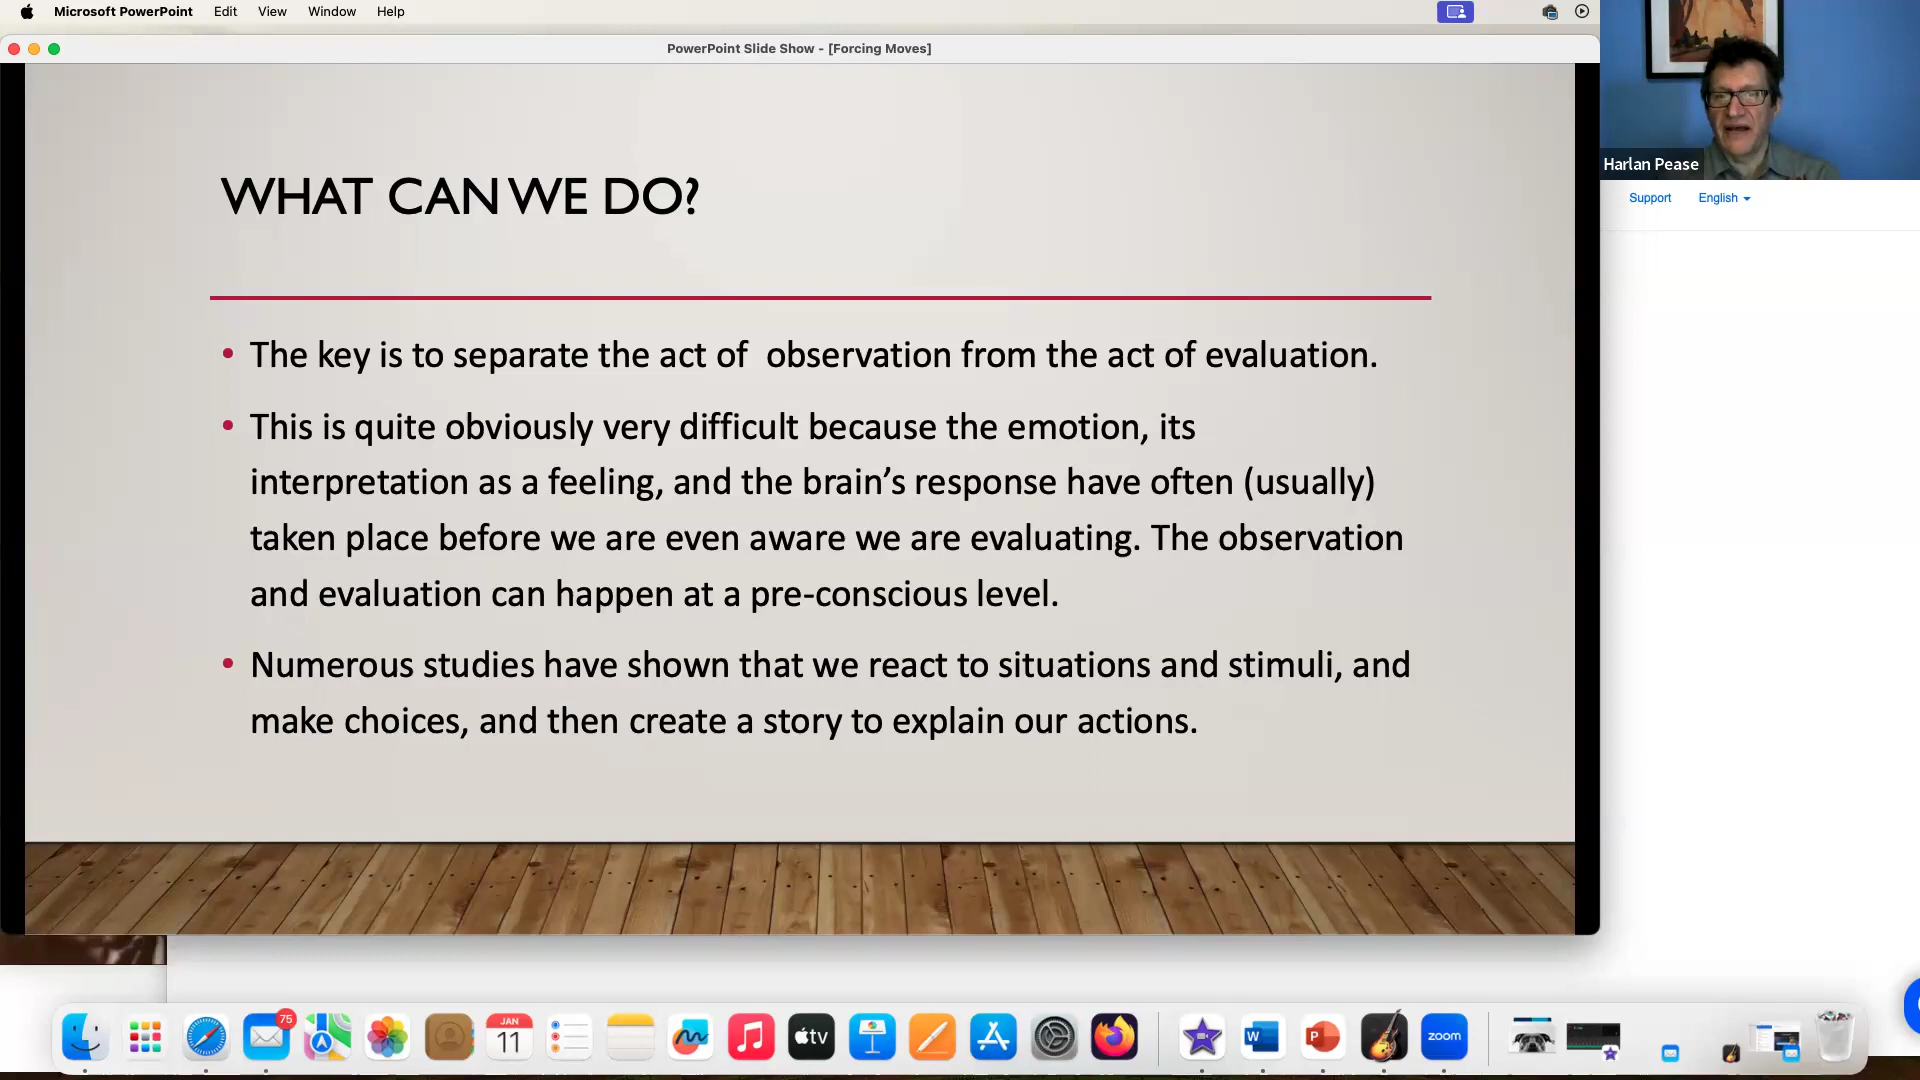 Microsoft PowerPoint Edit View Window Help
PowerPoint Slide Show - [Forcing Moves]
Harlan Pease
Support English
WHAT CAN WE DO?
• The key is to separate the act of  observation from the act of evaluation.
• This is quite obviously very difficult because the emotion, its
interpretation as a feeling, and the brain’s response have often (usually)
taken place before we are even aware we are evaluating. The observation
and evaluation can happen at a pre-conscious level.
• Numerous studies have shown that we react to situations and stimuli, and
make choices, and then create a story to explain our actions.
75
JAN
11
tv
W
P
zoom